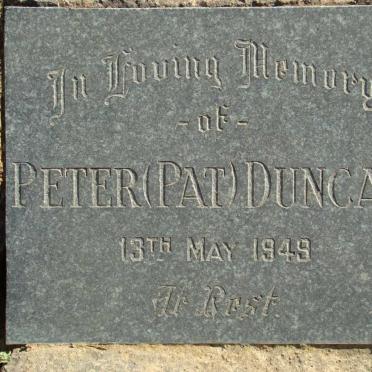 In Loving Memory
-of-
PETER (PAT) DUNCA
13TH MAY 1949
At Rest